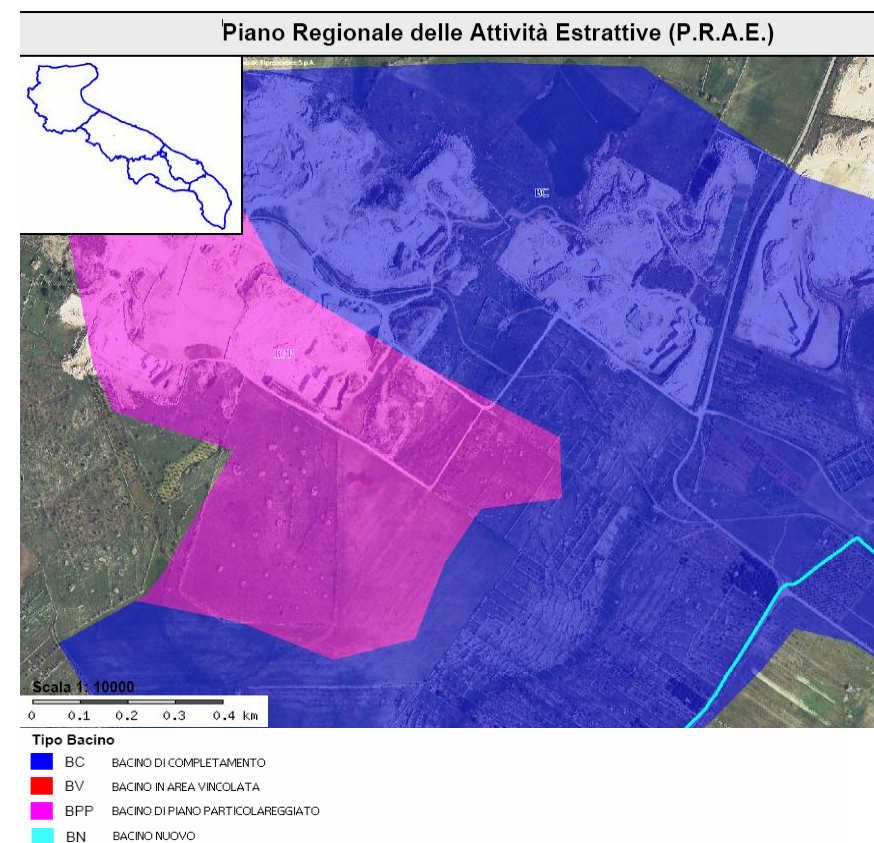 Piano Regionale delle Attività Estrattive (P.R.A.E.)
BC
BPP
Scala 1: 10000
0 0.1 0.2 0.3 0.4 km
Tipo Bacino
BC BACINO DI COMPLETAMENTO
BV BACINO IN AREA VINCOLATA
BPP BACINO DI PIANO PARTICOLAREGGIATO
BN BACINO NUOVO